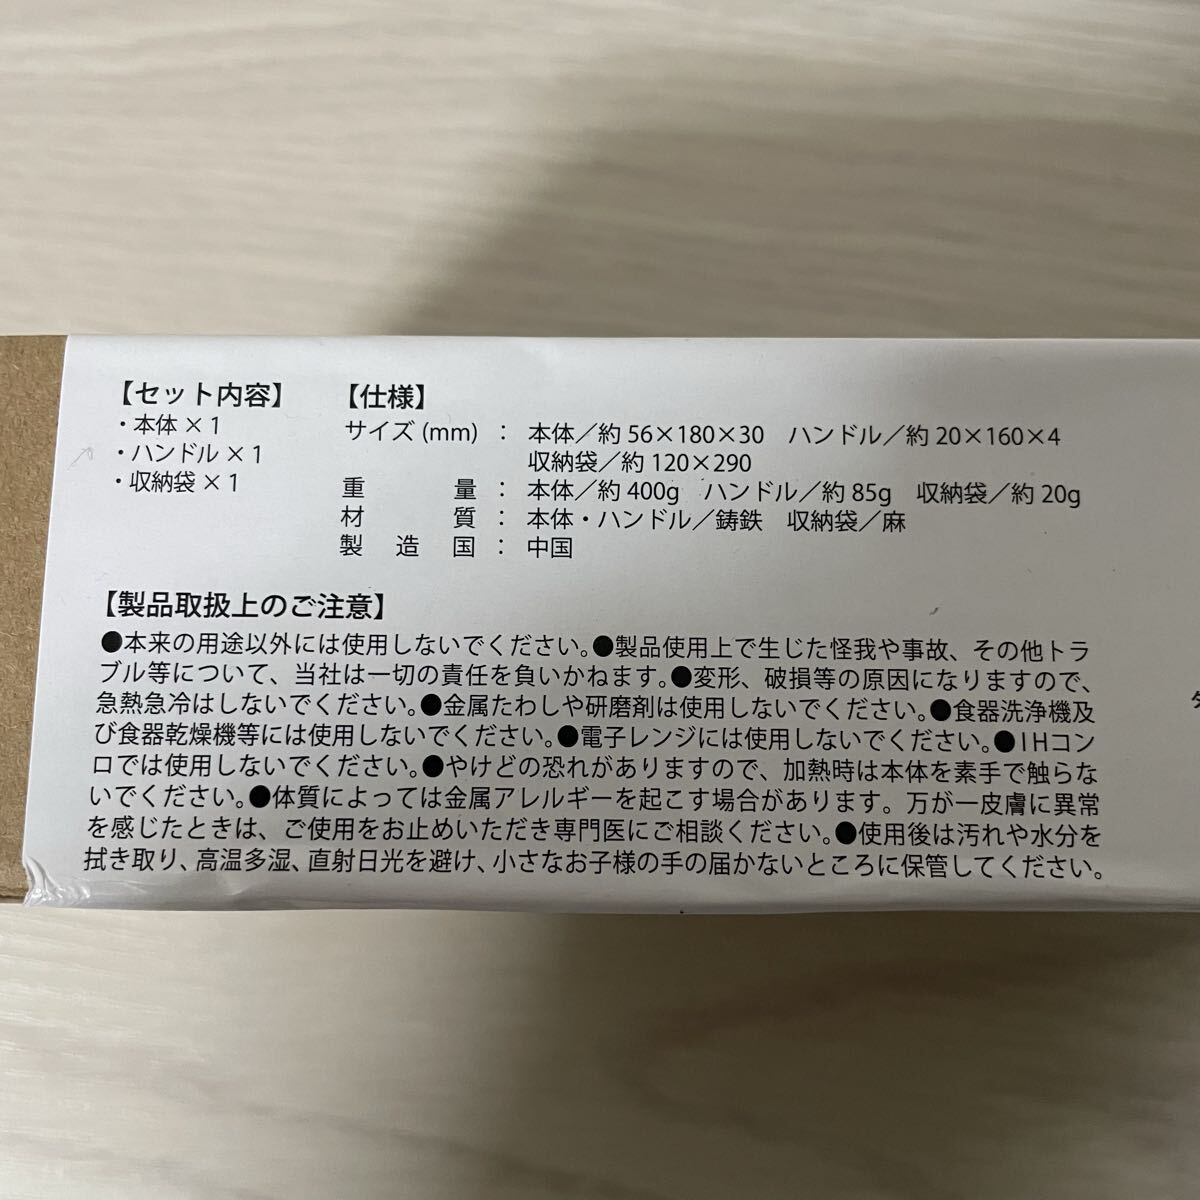 【セット内容】
・本体×1
・ハンドル×1
・収納袋×1
【仕様】
サイズ(mm) ： 本体／約56×180×30　ハンドル／約20×160×4
収納袋／約120×290
重量 ： 本体／約400g　ハンドル／約85g　収納袋／約20g
材質 ： 本体・ハンドル／鋳鉄　収納袋／麻
製造国 ： 中国
【製品取扱上のご注意】
●本来の用途以外には使用しないでください。●製品使用上で生じた怪我や事故、その他トラ
ブル等について、当社は一切の責任を負いかねます。●変形、破損等の原因になりますので、
急熱急冷はしないでください。●金属たわしや研磨剤は使用しないでください。●食器洗浄機及
び食器乾燥機等には使用しないでください。●電子レンジには使用しないでください。●IHコン
ロでは使用しないでください。●やけどの恐れがありますので、加熱時は本体を素手で触らな
いでください。●体質によっては金属アレルギーを起こす場合があります。万が一皮膚に異常
を感じたときは、ご使用をお止めいただき専門医にご相談ください。●使用後は汚れや水分を
拭き取り、高温多湿、直射日光を避け、小さなお子様の手の届かないところに保管してください。